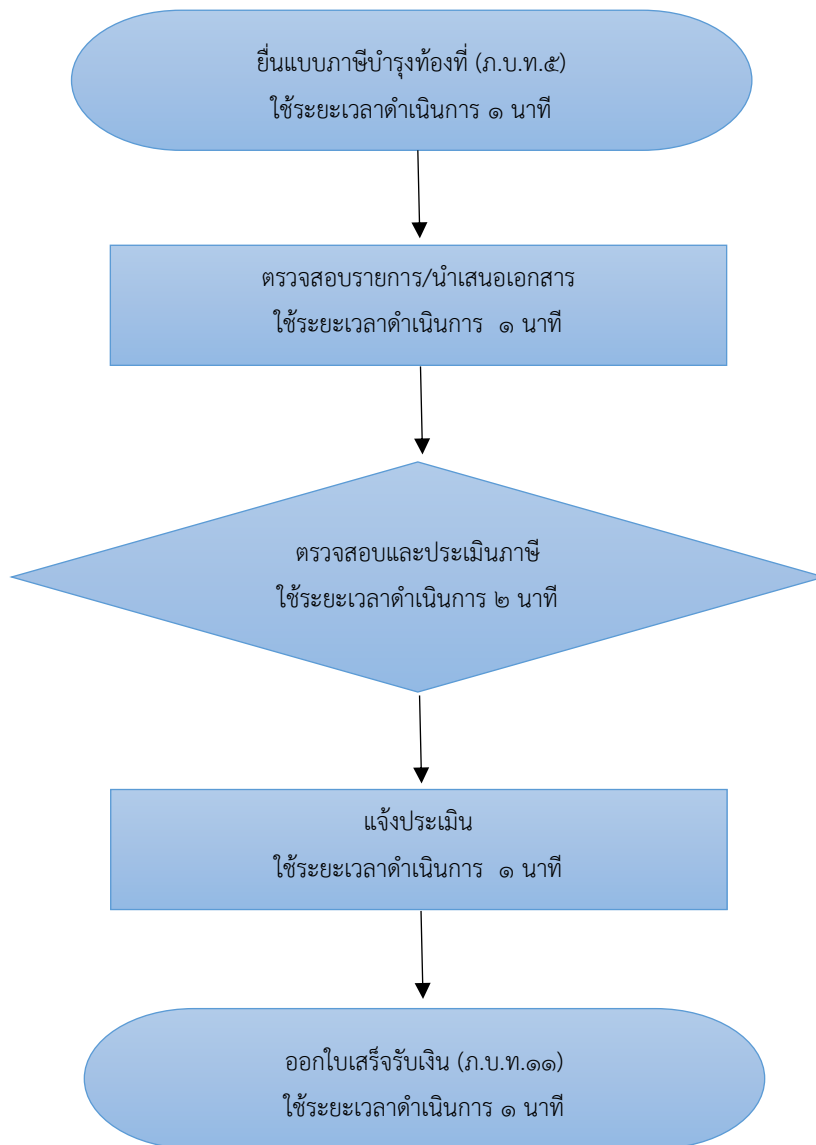 ยื่นแบบภาษีบำรุงท้องที่ (ภ.บ.ท.๕)
ใช้ระยะเวลาดำเนินการ ๑ นาที
ตรวจสอบรายการ/นำเสนอเอกสาร
ใช้ระยะเวลาดำเนินการ ๑ นาที
ตรวจสอบและประเมินภาษี
ใช้ระยะเวลาดำเนินการ ๒ นาที
แจ้งประเมิน
ใช้ระยะเวลาดำเนินการ ๑ นาที
ออกใบเสร็จรับเงิน (ภ.บ.ท.๑๑)
ใช้ระยะเวลาดำเนินการ ๑ นาที